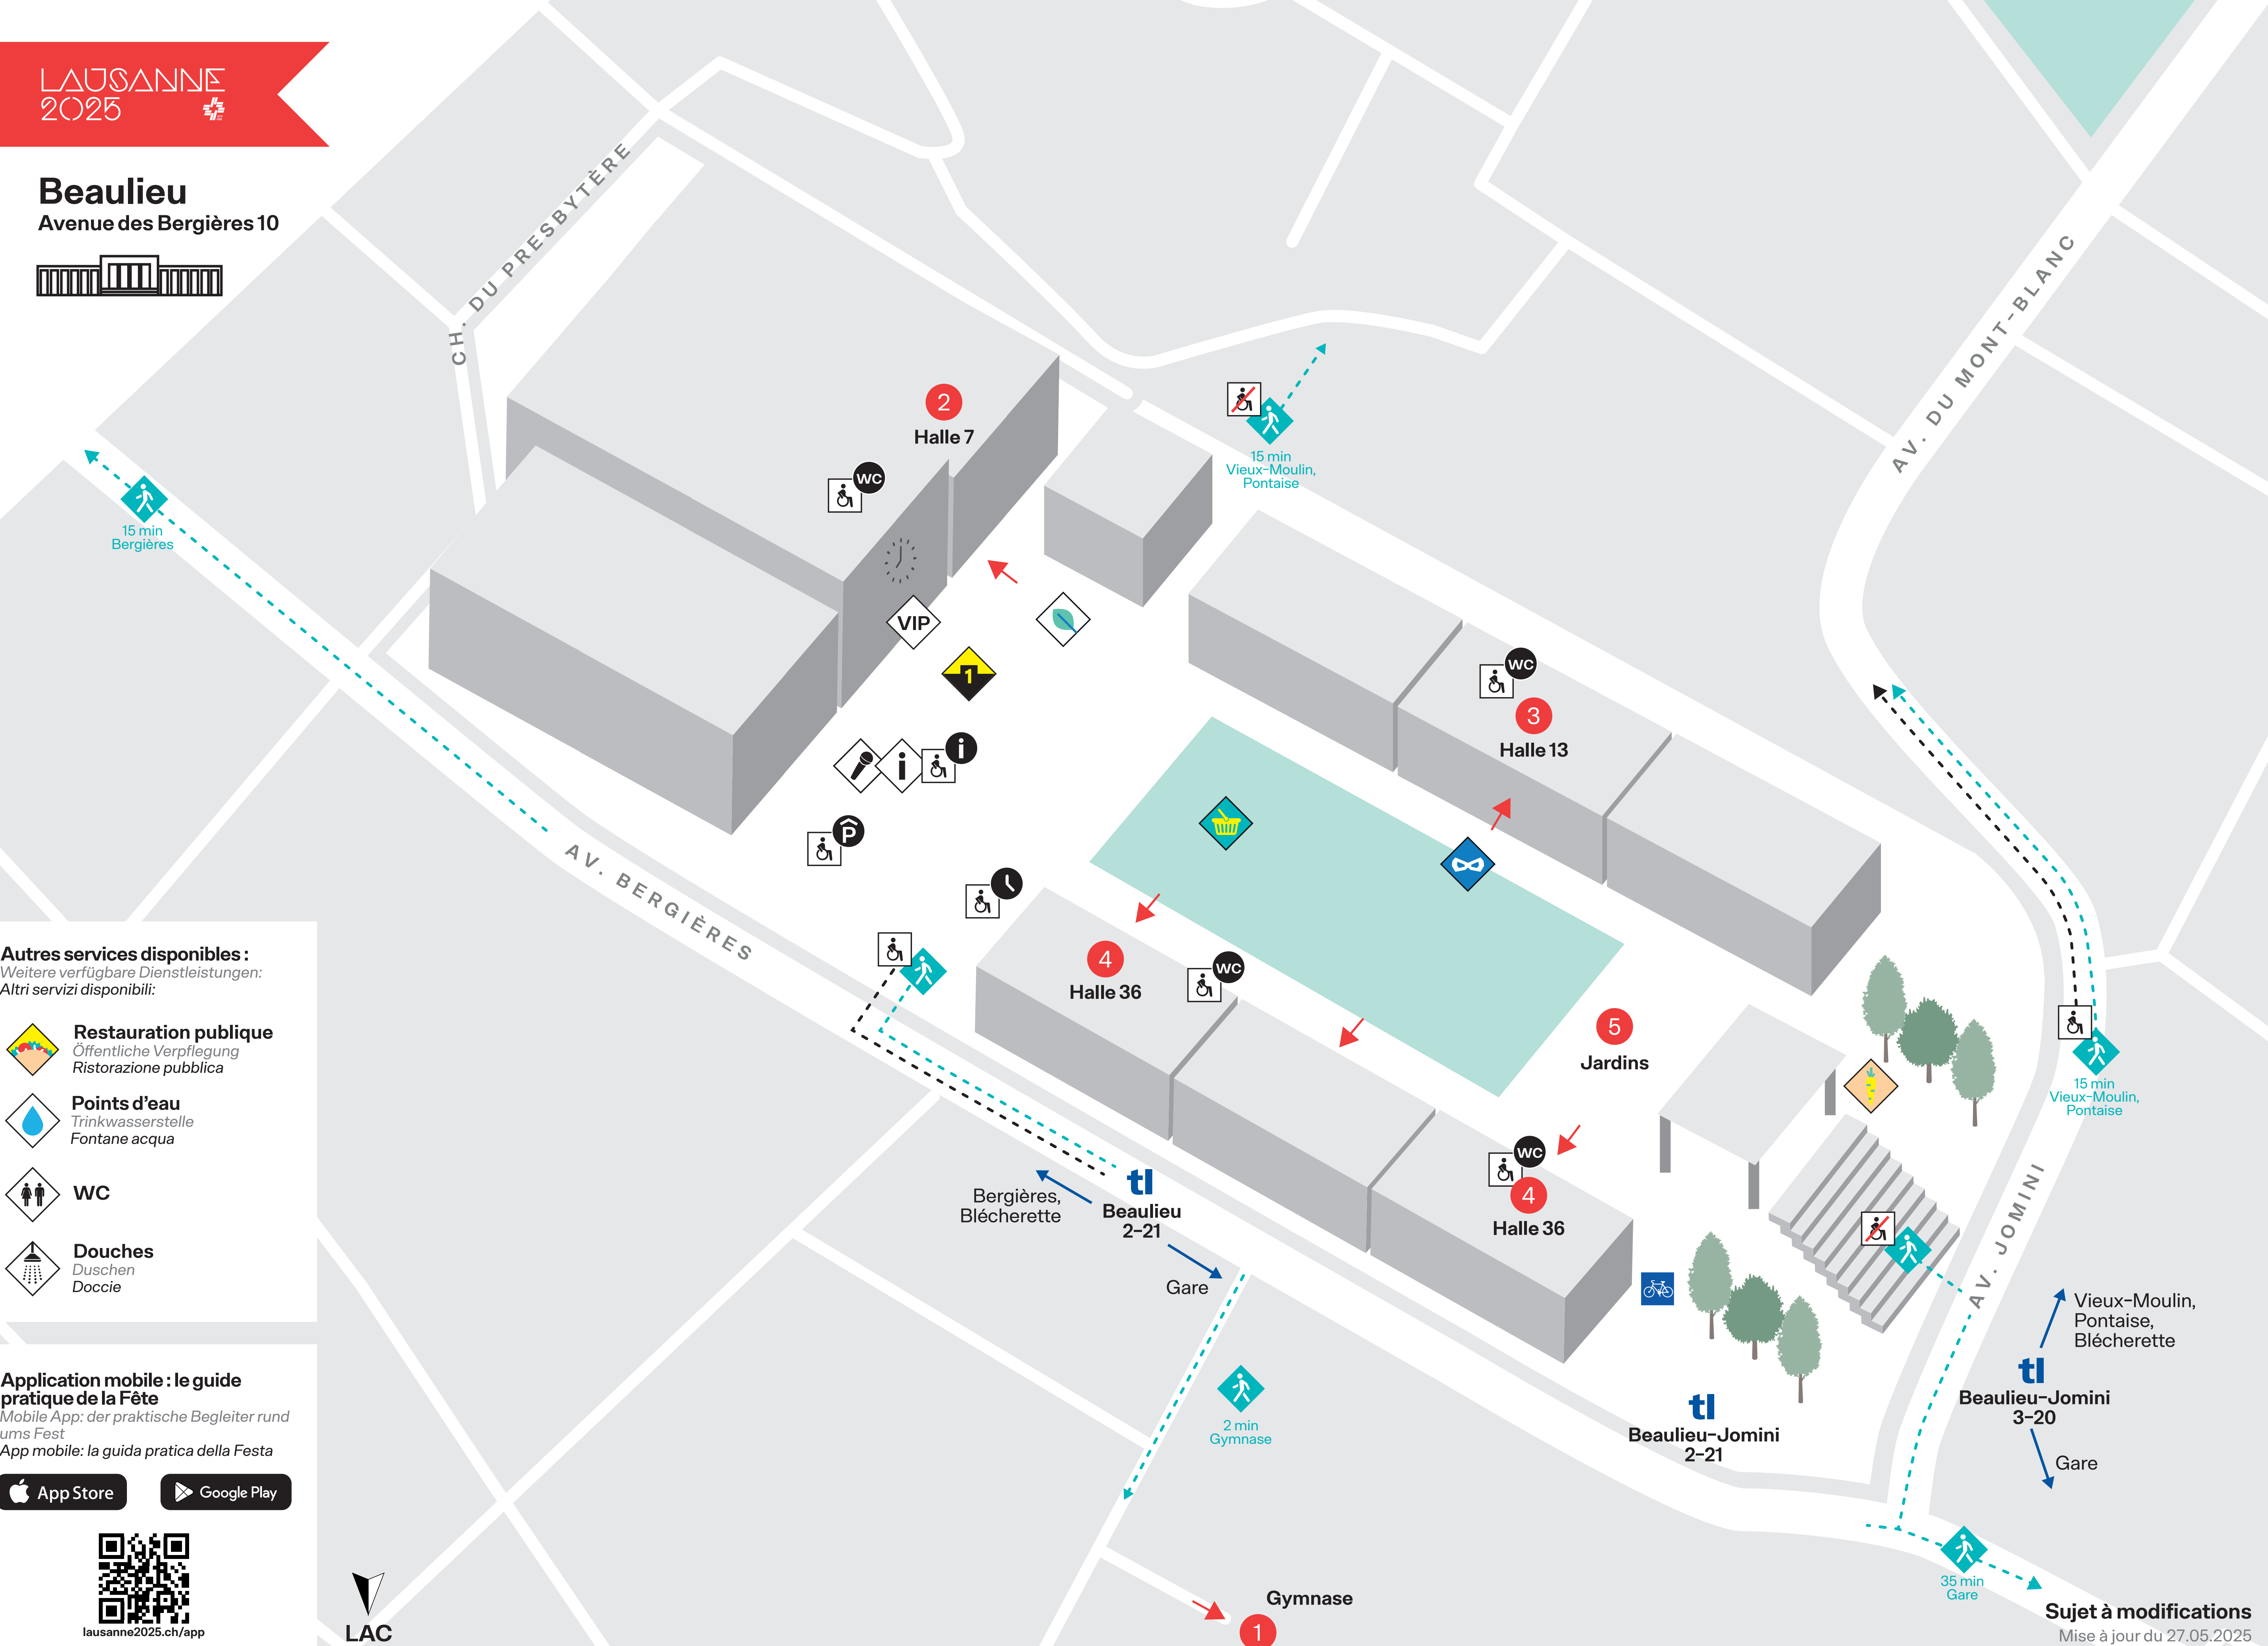 LAUSANNE
2025
Beaulieu
Avenue des Bergières 10
CH. DU PRESBYTÈRE
AV. DU MONT-BLANC
2
Halle 7
WC
15 min
Vieux-Moulin,
Pontaise
15 min
Bergières
VIP
1
WC
3
Halle 13
i
i
P
AV. BERGIÈRES
4
Halle 36
WC
5
Jardins
15 min
Vieux-Moulin,
Pontaise
WC
4
Halle 36
Bergières,
Blécherette
tl
Beaulieu
2-21
Gare
AV. JOMINI
Vieux-Moulin,
Pontaise,
Blécherette
tl
Beaulieu-Jomini
3-20
Gare
tl
Beaulieu-Jomini
2-21
2 min
Gymnase
35 min
Gare
Gymnase
1
Autres services disponibles :
Weitere verfügbare Dienstleistungen:
Altri servizi disponibili:
Restauration publique
Öffentliche Verpflegung
Ristorazione pubblica
Points d'eau
Trinkwasserstelle
Fontane acqua
WC
Douches
Duschen
Doccie
Application mobile : le guide
pratique de la Fête
Mobile App: der praktische Begleiter rund
ums Fest
App mobile: la guida pratica della Festa
App Store
Google Play
lausanne2025.ch/app
LAC
Sujet à modifications
Mise à jour du 27.05.2025